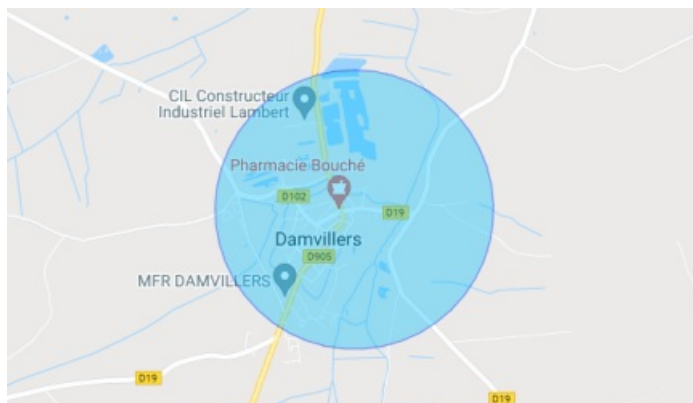 CIL Constructeur
Industriel Lambert
Pharmacie Bouché
D102
D19
Damvillers
D905
MFR DAMVILLERS
D19
D19